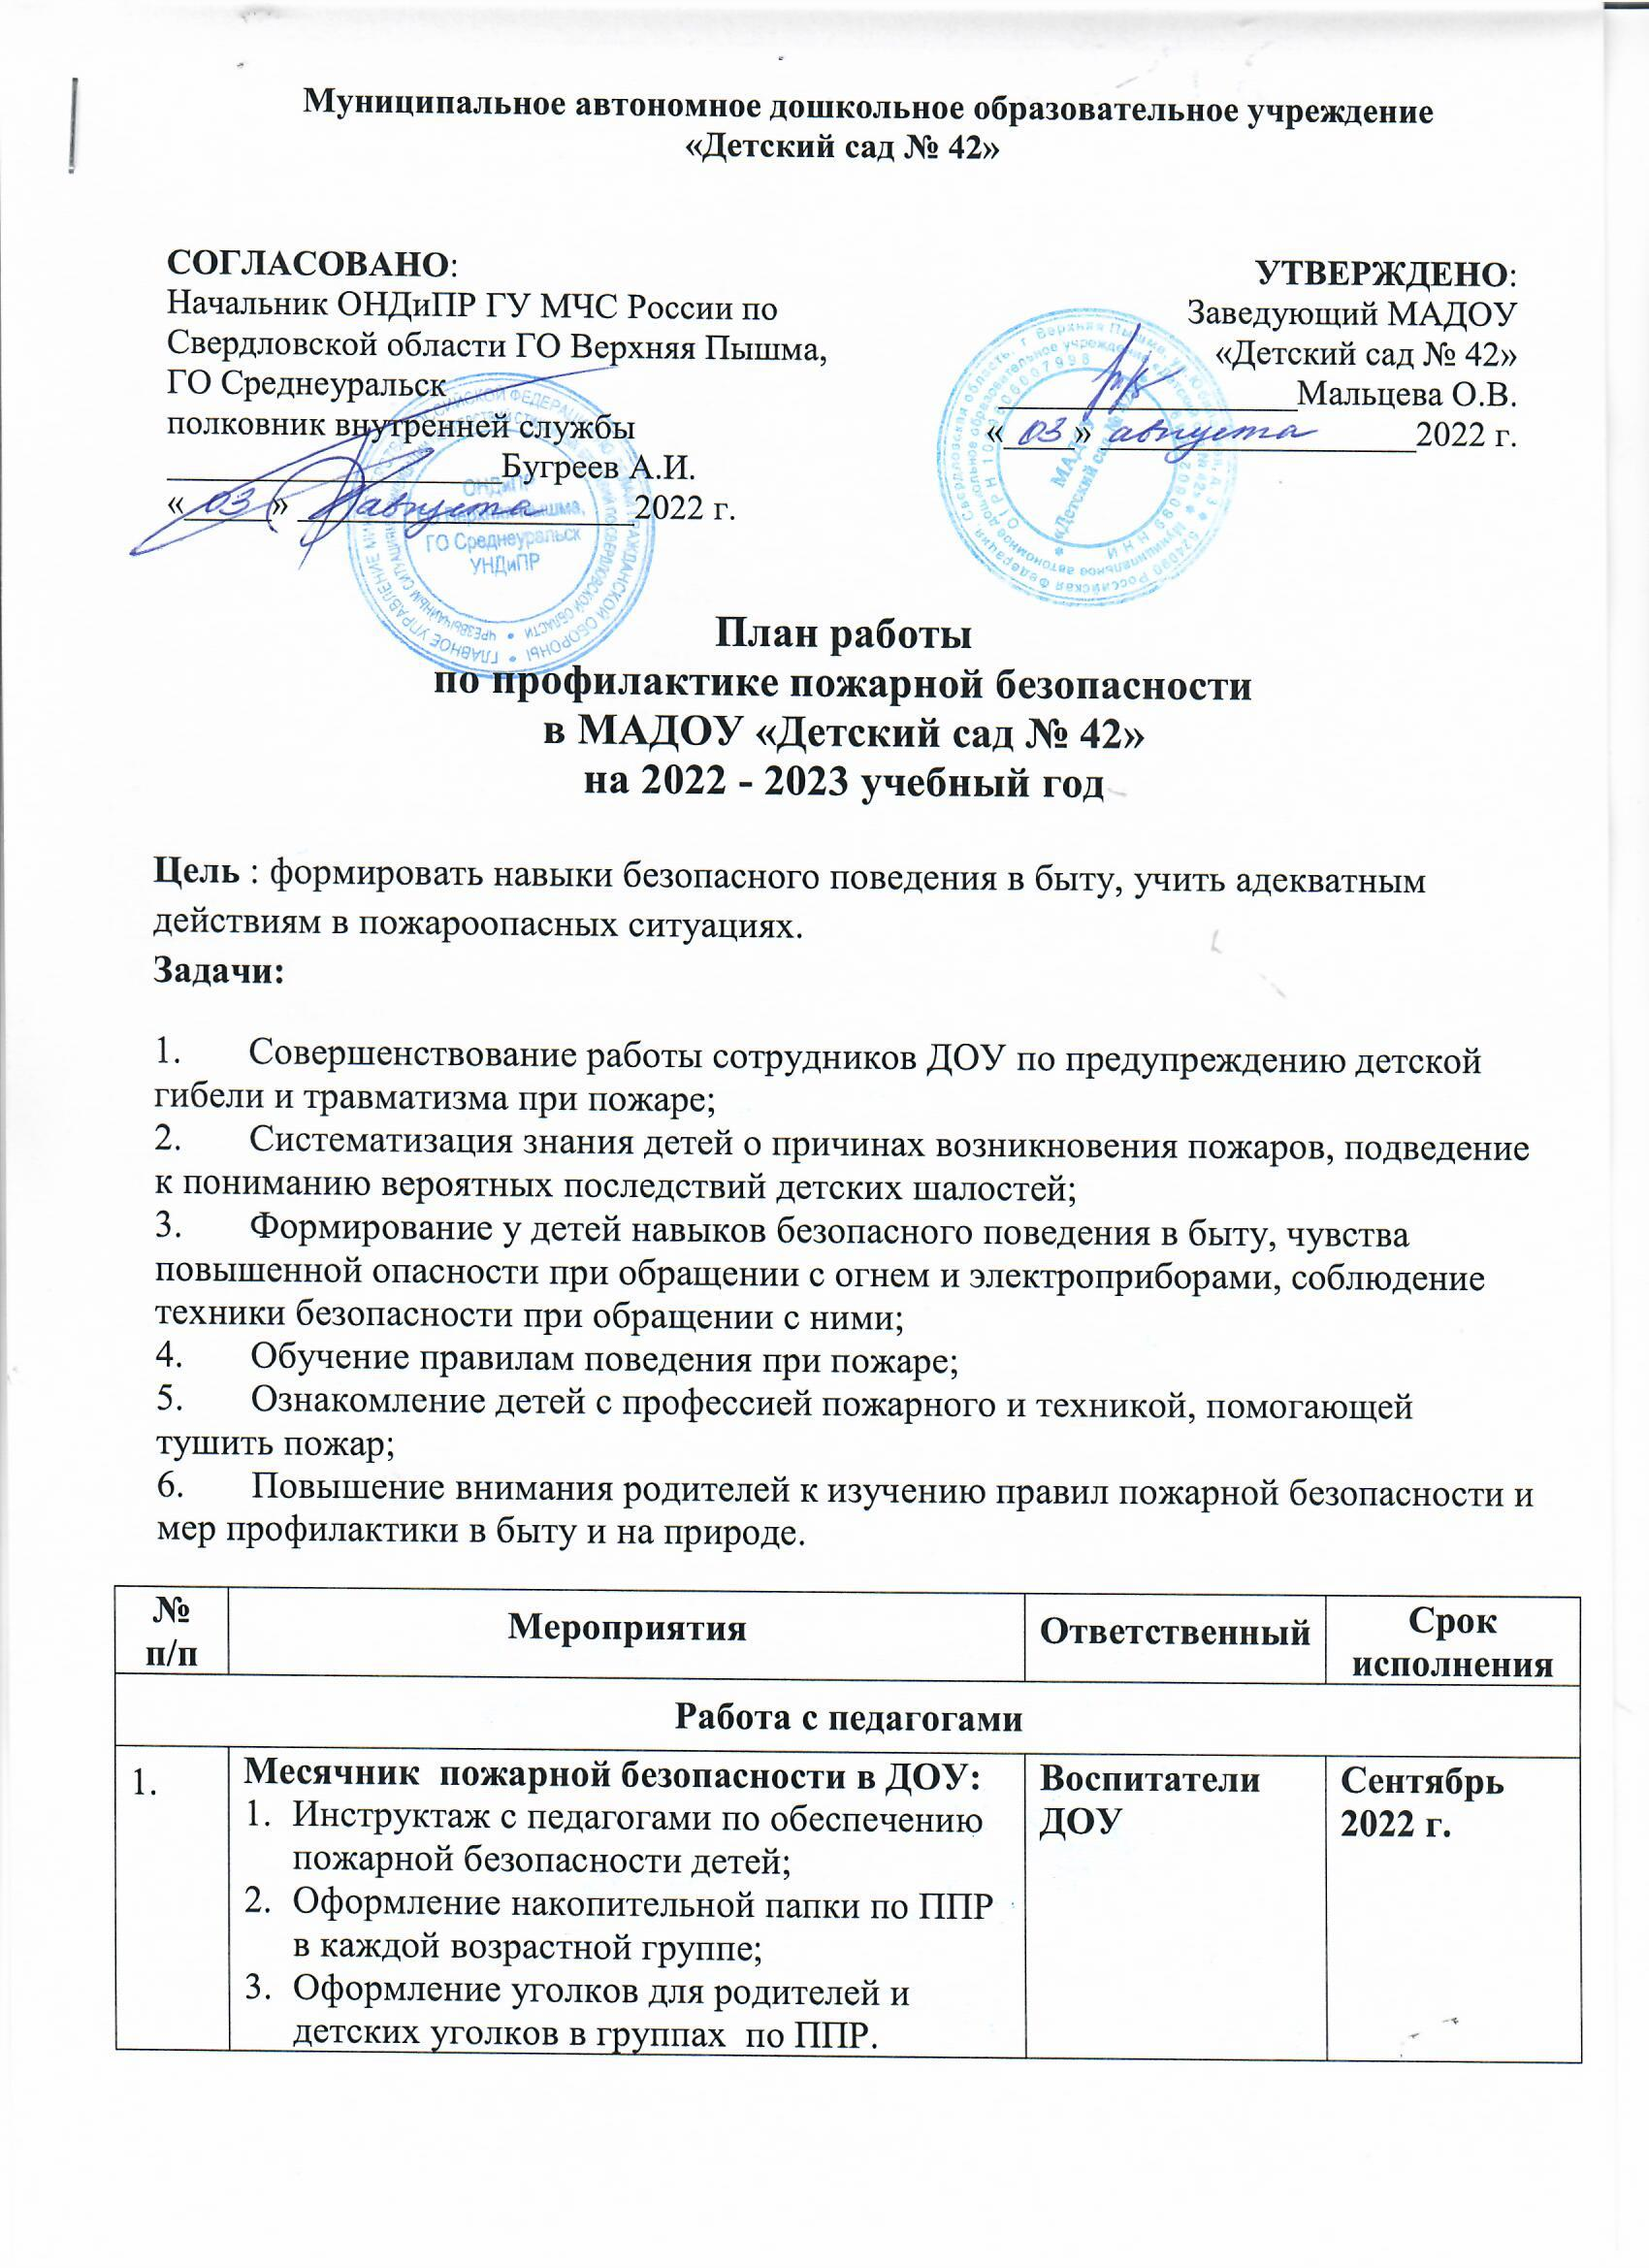 Муниципальное автономное дошкольное образовательное учреждение
«Детский сад № 42»
СОГЛАСОВАНО:
Начальник ОНДиПР ГУ МЧС России по
Свердловской области ГО Верхняя Пышма,
ГО Среднеуральск
полковник внутренней службы
Бугреев А.И.
« 03 » августа 2022 г.
УТВЕРЖДЕНО:
Заведующий МАДОУ
«Детский сад № 42»
Мальцева О.В.
« 03 » августа 2022 г.
ОНДиПР
ГО Среднеуральск
УНДиПР
План работы
по профилактике пожарной безопасности
в МАДОУ «Детский сад № 42»
на 2022 - 2023 учебный год
Цель : формировать навыки безопасного поведения в быту, учить адекватным
действиям в пожароопасных ситуациях.
Задачи:
1. Совершенствование работы сотрудников ДОУ по предупреждению детской
гибели и травматизма при пожаре;
2. Систематизация знания детей о причинах возникновения пожаров, подведение
к пониманию вероятных последствий детских шалостей;
3. Формирование у детей навыков безопасного поведения в быту, чувства
повышенной опасности при обращении с огнем и электроприборами, соблюдение
техники безопасности при обращении с ними;
4. Обучение правилам поведения при пожаре;
5. Ознакомление детей с профессией пожарного и техникой, помогающей
тушить пожар;
6. Повышение внимания родителей к изучению правил пожарной безопасности и
мер профилактики в быту и на природе.
№
п/п
Мероприятия
Ответственный
Срок
исполнения
Работа с педагогами
1.
Месячник пожарной безопасности в ДОУ:
1. Инструктаж с педагогами по обеспечению
пожарной безопасности детей;
2. Оформление накопительной папки по ППР
в каждой возрастной группе;
3. Оформление уголков для родителей и
детских уголков в группах по ППР.
Воспитатели
ДОУ
Сентябрь
2022 г.